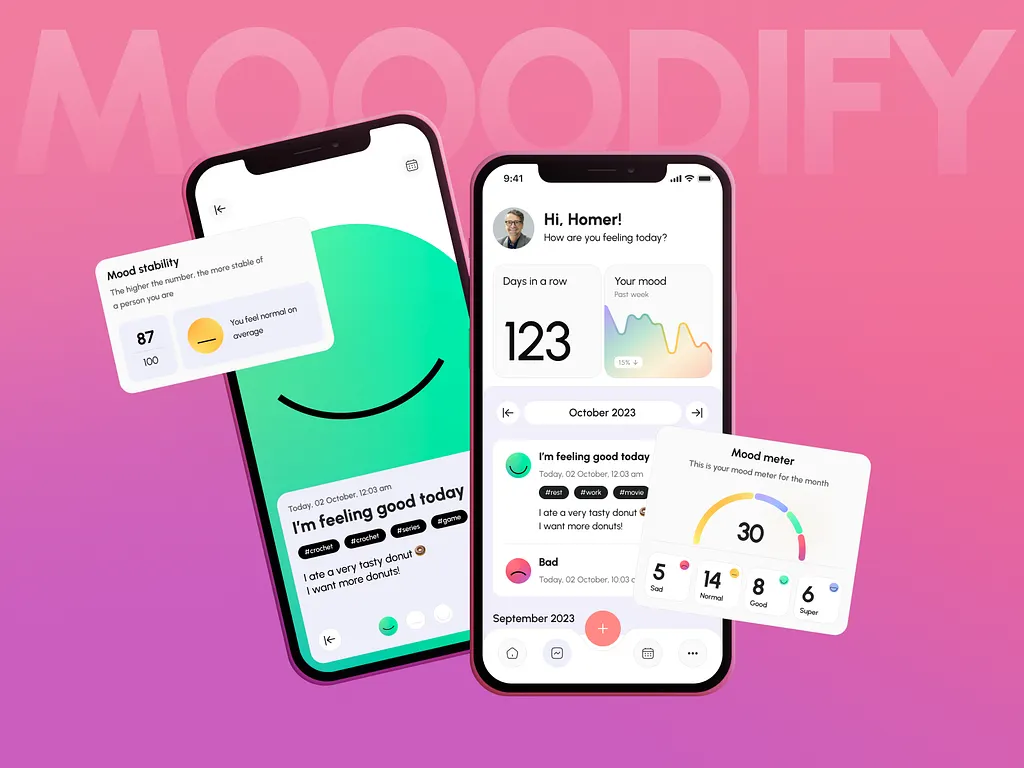 MOOODIFY
Mood stability
The higher the number, the more stable of
a person you are
87
100
You feel normal on
average
Today, 02 October, 12:03 am
I'm feeling good today
#crochet
#crochet
#series
#game
I ate a very tasty donut 🍩
I want more donuts!
9:41
Hi, Homer!
How are you feeling today?
Days in a row
123
Your mood
Past week
15% ↓
October 2023
I'm feeling good today
Today, 02 October, 12:03 am
#rest
#work
#movie
I ate a very tasty donut 🍩
I want more donuts!
Bad
Today, 02 October, 10:03
September 2023
Mood meter
This is your mood meter for the month
30
5
Sad
14
Normal
8
Good
6
Super